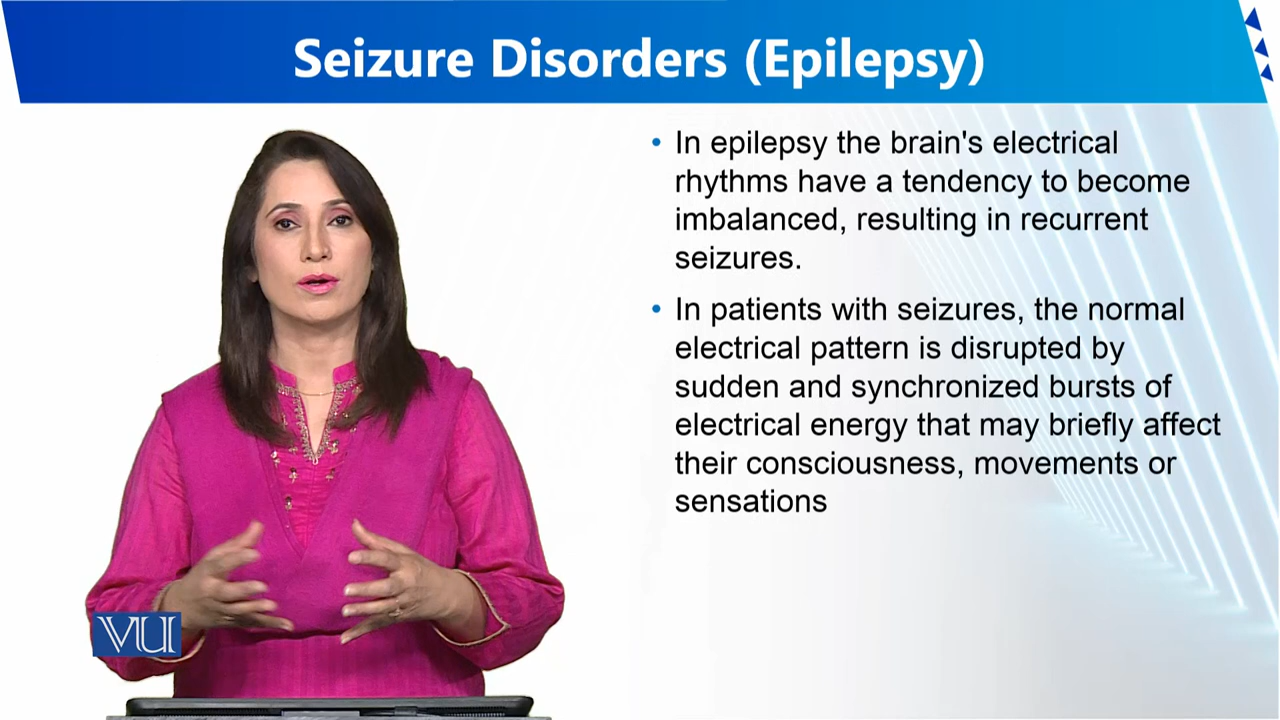 Seizure Disorders (Epilepsy)
• In epilepsy the brain's electrical
rhythms have a tendency to become
imbalanced, resulting in recurrent
seizures.
• In patients with seizures, the normal
electrical pattern is disrupted by
sudden and synchronized bursts of
electrical energy that may briefly affect
their consciousness, movements or
sensations
VU